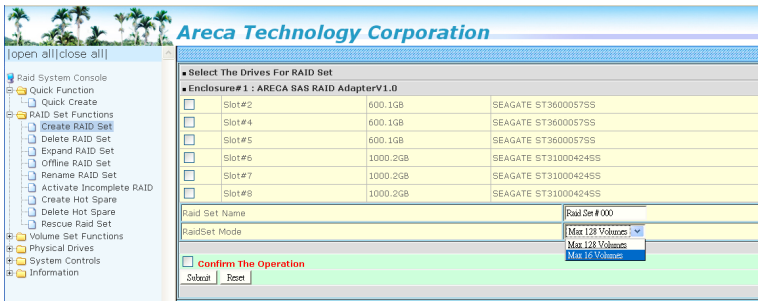 Areca Technology Corporation
|open all|close all|
Raid System Console
Quick Function
Quick Create
RAID Set Functions
Create RAID Set
Delete RAID Set
Expand RAID Set
Offline RAID Set
Rename RAID Set
Activate Incomplete RAID
Create Hot Spare
Delete Hot Spare
Rescue Raid Set
Volume Set Functions
Physical Drives
System Controls
Information
Select The Drives For RAID Set
Enclosure#1 : ARECA SAS RAID AdapterV1.0
Slot#2 600.1GB SEAGATE ST3600057SS
Slot#4 600.1GB SEAGATE ST3600057SS
Slot#5 600.1GB SEAGATE ST3600057SS
Slot#6 1000.2GB SEAGATE ST31000424SS
Slot#7 1000.2GB SEAGATE ST31000424SS
Slot#8 1000.2GB SEAGATE ST31000424SS
Raid Set Name Raid Set # 000
RaidSet Mode Max 128 Volumes
Max 128 Volumes
Max 16 Volumes
Confirm The Operation
Submit Reset